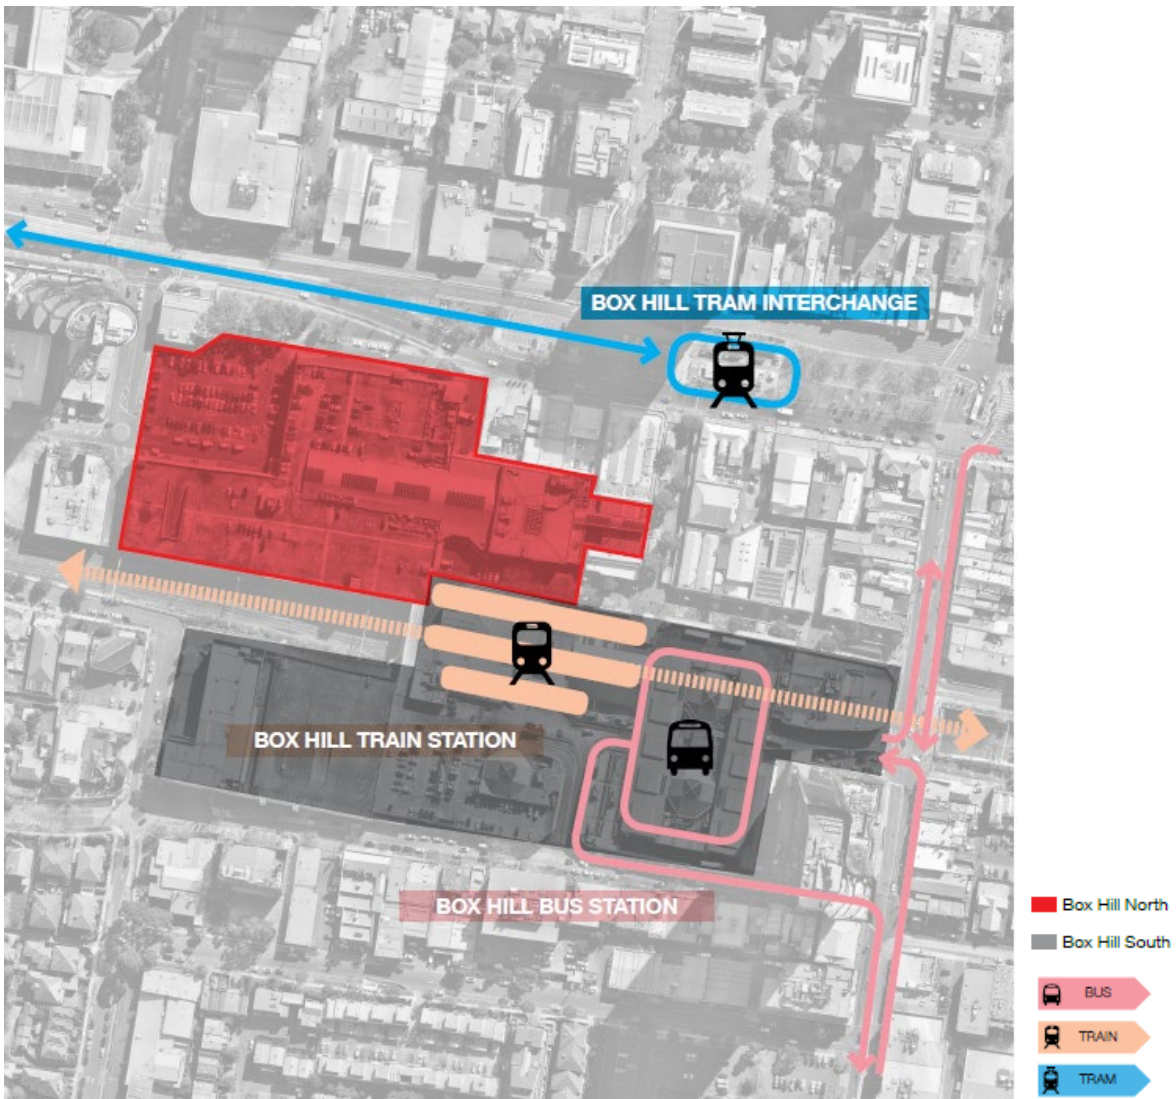 BOX HILL TRAM INTERCHANGE
BOX HILL TRAIN STATION
BOX HILL BUS STATION
Box Hill North
Box Hill South
BUS
TRAIN
TRAM